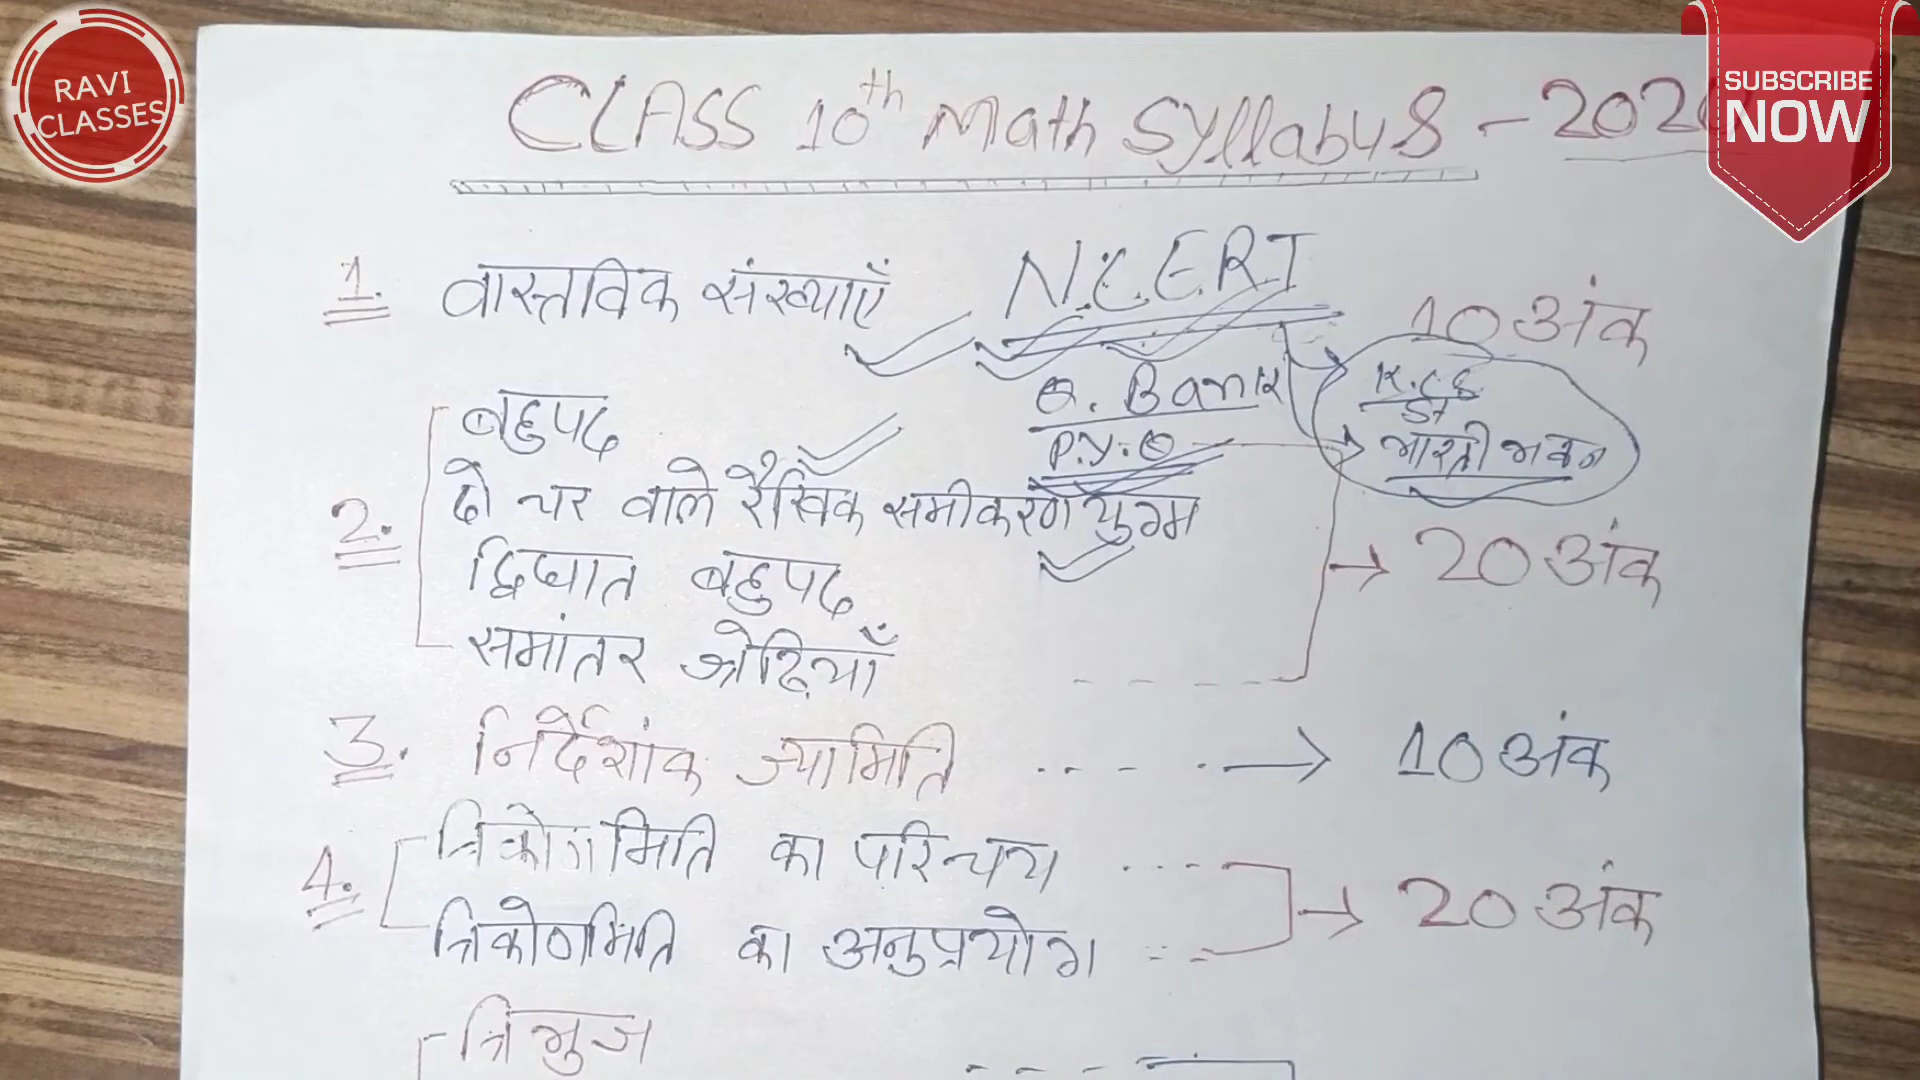 RAVI
CLASSES
SUBSCRIBE
NOW
CLASS 10th Math Syllabus - 202
1. वास्तविक संख्याएँ N.C.E.R.T 10 अंक
Q. Bank
P.Y.Q
भारती भवन
2. बहुपद
दो चर वाले रैखिक समीकरण युग्म
द्विघात बहुपद
समांतर श्रेढ़ियाँ
→ 20 अंक
3. निर्देशांक ज्यामिति → 10 अंक
4. त्रिकोणमिति का परिचय
त्रिकोणमिति का अनुप्रयोग
→ 20 अंक
त्रिभुज